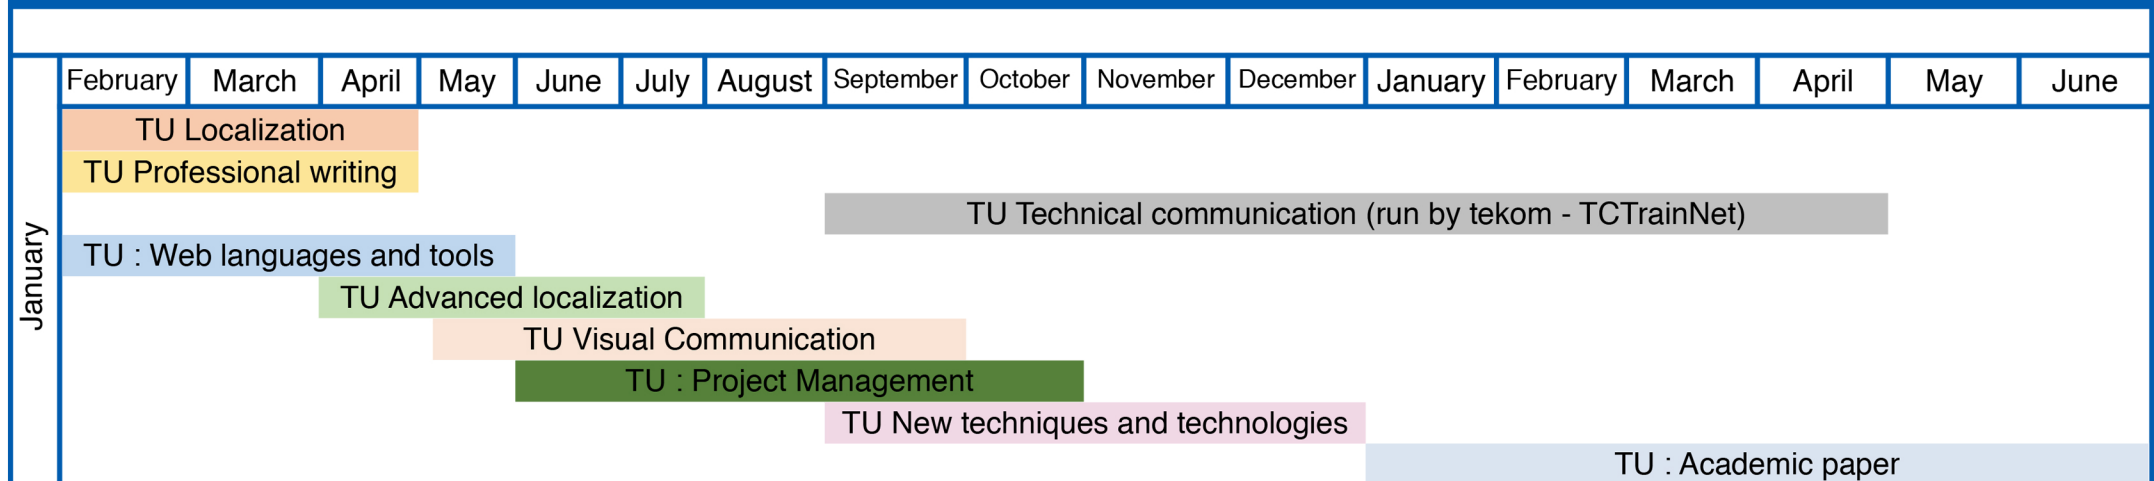 February March April May June July August September October November December January February March April May June
January
TU Localization
TU Professional writing
TU Technical communication (run by tekom - TCTrainNet)
TU : Web languages and tools
TU Advanced localization
TU Visual Communication
TU : Project Management
TU New techniques and technologies
TU : Academic paper